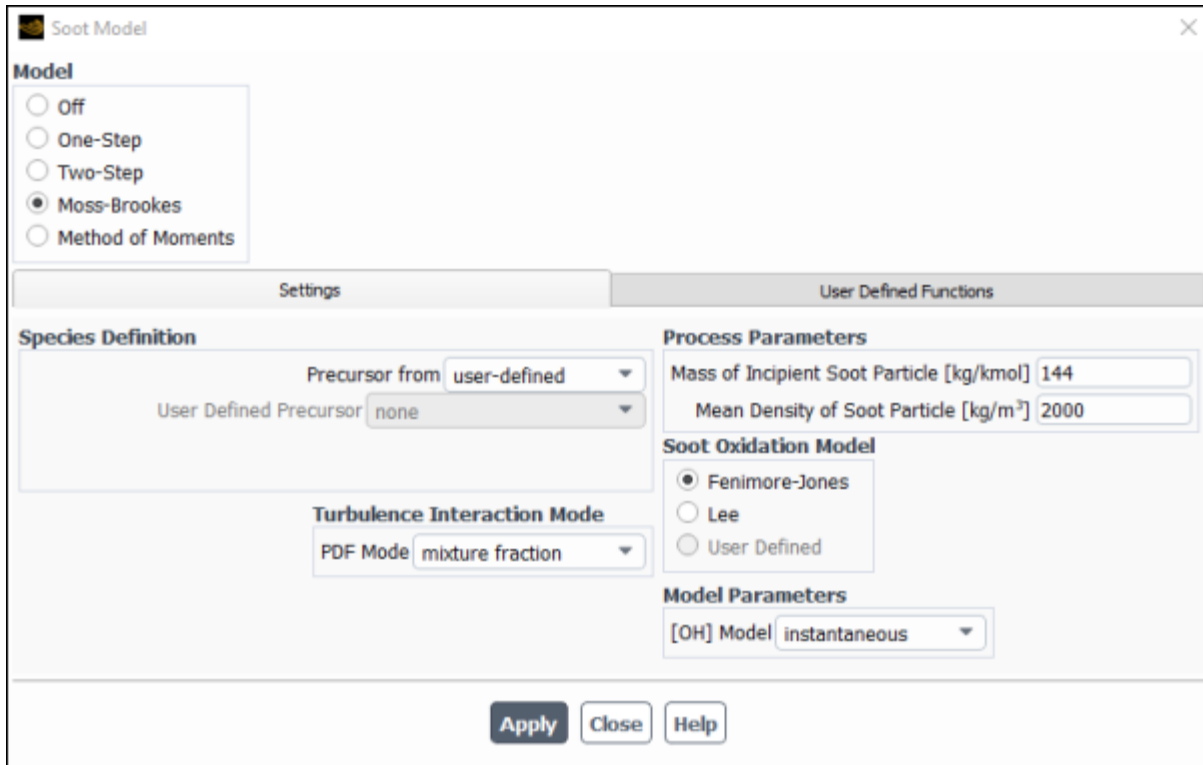 Soot Model
Model
Off
One-Step
Two-Step
Moss-Brookes
Method of Moments
Settings
User Defined Functions
Species Definition
Precursor from user-defined
User Defined Precursor none
Turbulence Interaction Mode
PDF Mode mixture fraction
Process Parameters
Mass of Incipient Soot Particle [kg/kmol] 144
Mean Density of Soot Particle [kg/m³] 2000
Soot Oxidation Model
Fenimore-Jones
Lee
User Defined
Model Parameters
[OH] Model instantaneous
Apply Close Help